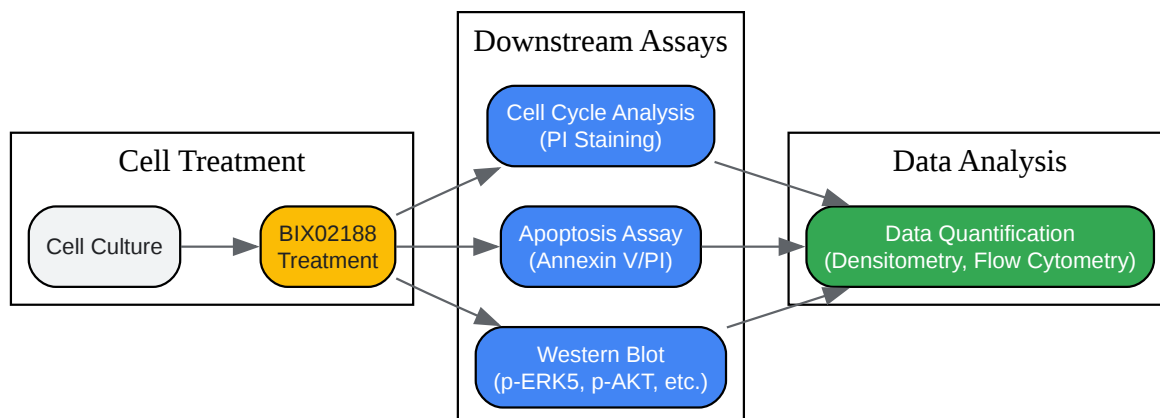 Cell Treatment
Cell Culture
BIX02188
Treatment
Downstream Assays
Cell Cycle Analysis
(PI Staining)
Apoptosis Assay
(Annexin V/PI)
Western Blot
(p-ERK5, p-AKT, etc.)
Data Analysis
Data Quantification
(Densitometry, Flow Cytometry)